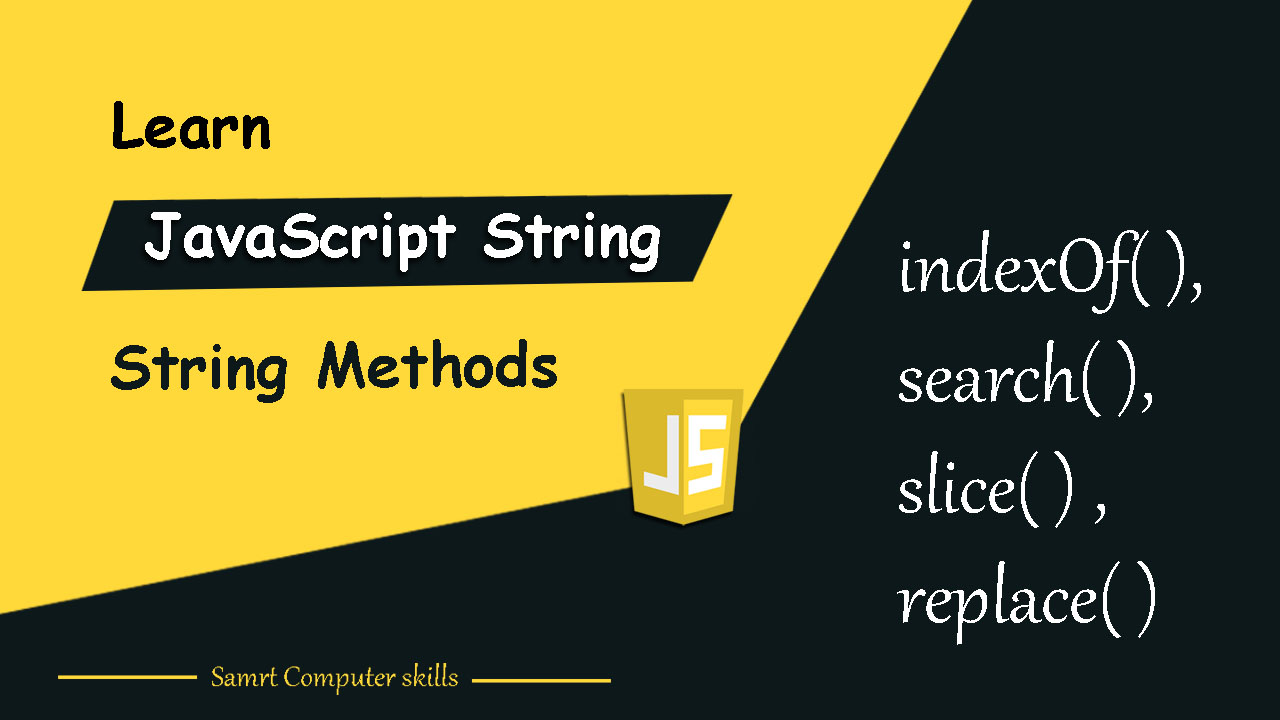 Learn
JavaScript String
String Methods
JS
indexOf( ),
search( ),
slice( ) ,
replace( )
Samrt Computer skills